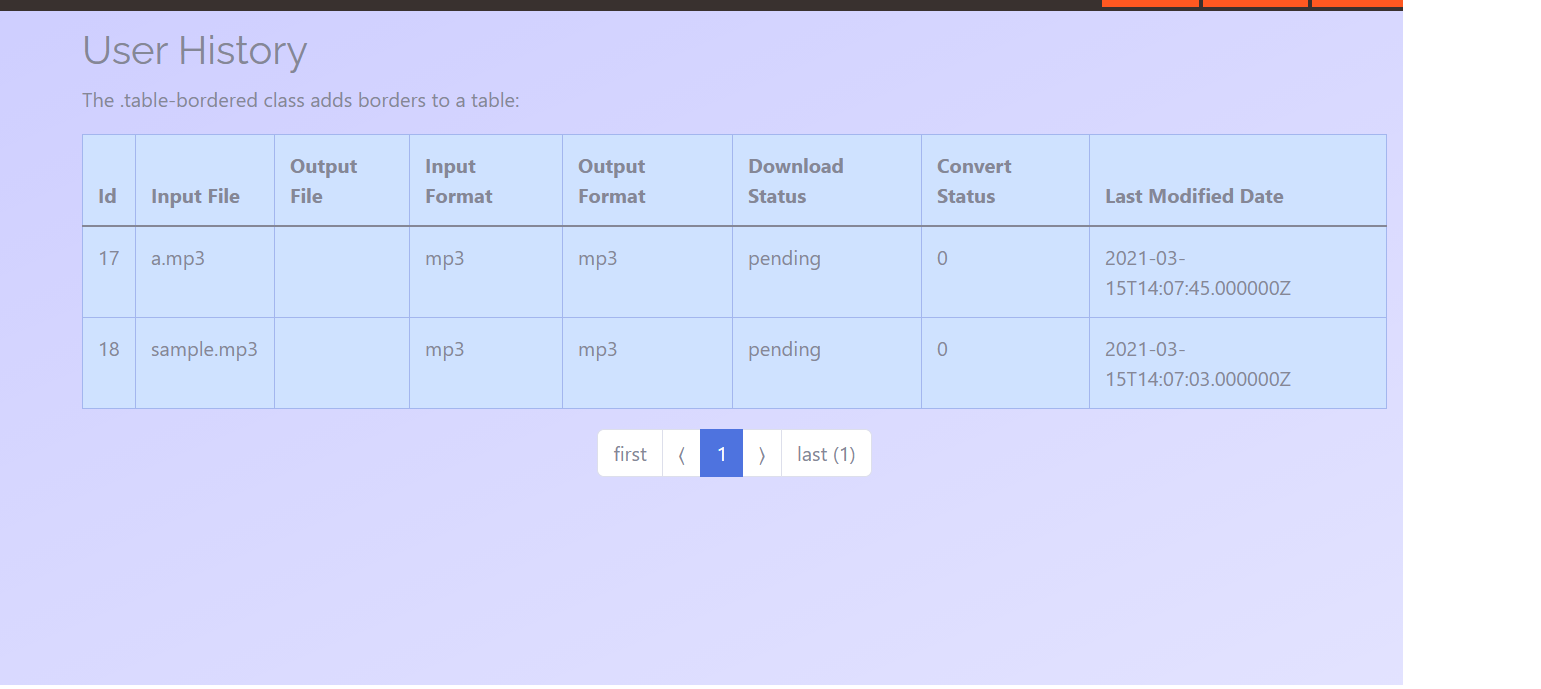 User History
The .table-bordered class adds borders to a table:
Id Input File Output File Input Format Output Format Download Status Convert Status Last Modified Date
17 a.mp3 mp3 mp3 pending 0 2021-03-15T14:07:45.000000Z
18 sample.mp3 mp3 mp3 pending 0 2021-03-15T14:07:03.000000Z
first ⟨ 1 ⟩ last (1)